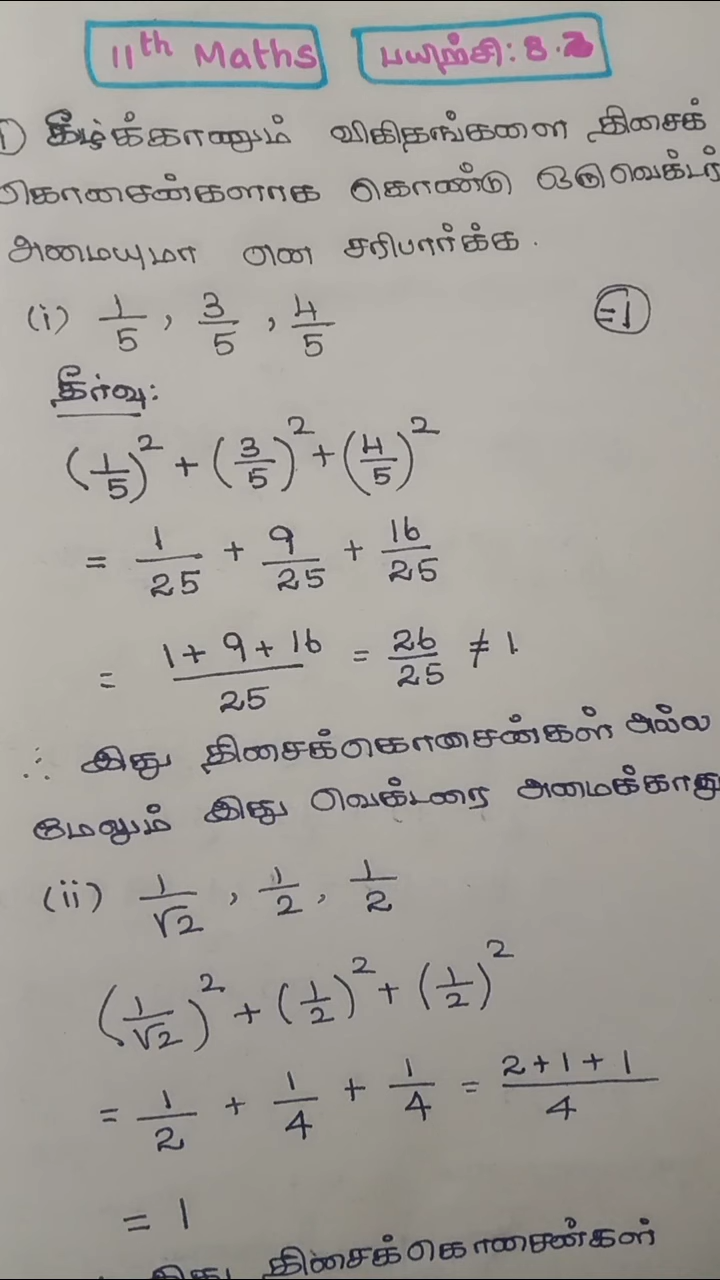 11th Maths பயிற்சி: 8.2
1) கீழ்க்காணும் விகிதங்களை திசைக்
கொசைன்களாக கொண்டு ஒரு வெக்டர்
அமையுமா என சரிபார்க்க.
(i) 1/5, 3/5, 4/5 =1
தீர்வு:
(1/5)² + (3/5)² + (4/5)²
= 1/25 + 9/25 + 16/25
= (1 + 9 + 16)/25 = 26/25 ≠ 1
∴ இது திசைக்கொசைன்கள் அல்ல
மேலும் இது வெக்டரை அமைக்காது
(ii) 1/√2, 1/2, 1/2
(1/√2)² + (1/2)² + (1/2)²
= 1/2 + 1/4 + 1/4 = (2+1+1)/4
= 1
∴ இது திசைக்கொசைன்கள்